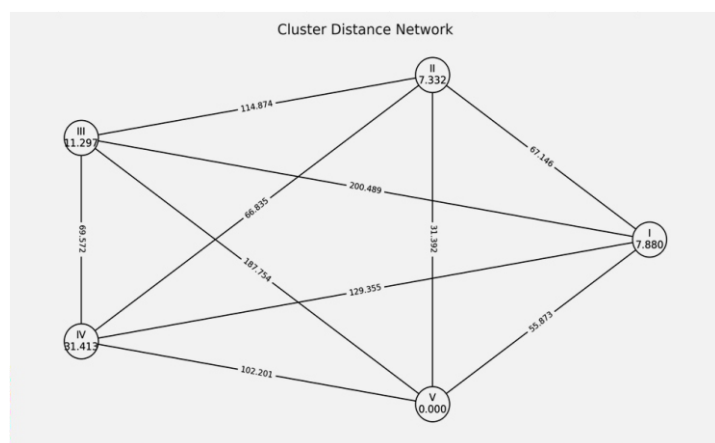 Cluster Distance Network
II
7.332
114.874
III
11.297
67.146
200.489
66.835
69.572
31.392
I
7.880
187.754
129.355
55.873
IV
31.413
102.201
V
0.000